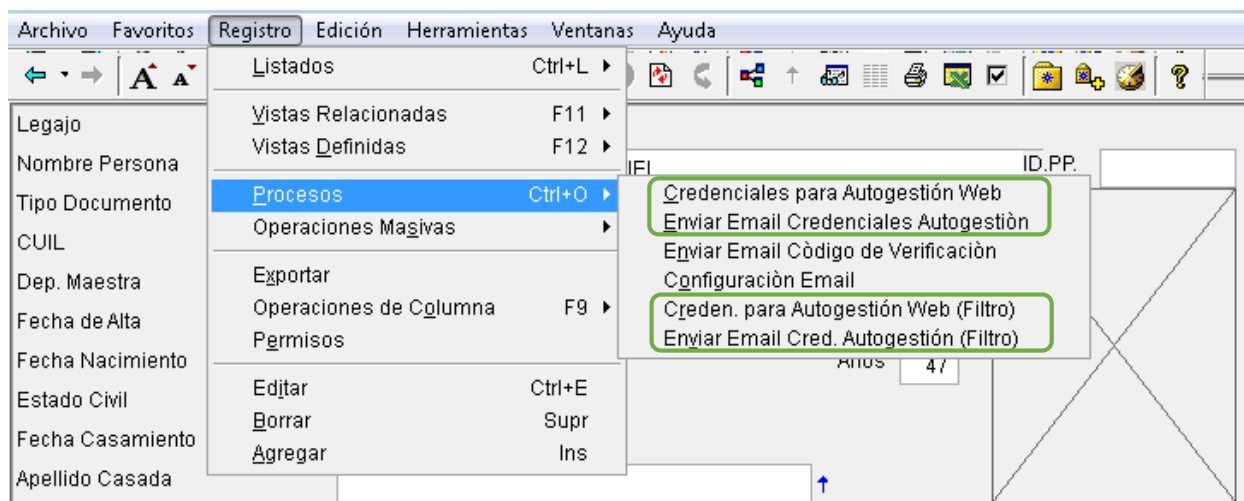 Archivo Favoritos Registro Edición Herramientas Ventanas Ayuda
A A ?
Legajo
Nombre Persona
Tipo Documento
CUIL
Dep. Maestra
Fecha de Alta
Fecha Nacimiento
Estado Civil
Fecha Casamiento
Apellido Casada
Listados Ctrl+L
Vistas Relacionadas F11
Vistas Definidas F12
Procesos Ctrl+O
Operaciones Masivas
Exportar
Operaciones de Columna F9
Permisos
Editar Ctrl+E
Borrar Supr
Agregar Ins
ID.PP.
Credenciales para Autogestión Web
Enviar Email Credenciales Autogestiòn
Enviar Email Còdigo de Verificaciòn
Configuraciòn Email
Creden. para Autogestión Web (Filtro)
Enviar Email Cred. Autogestión (Filtro)
Años 47